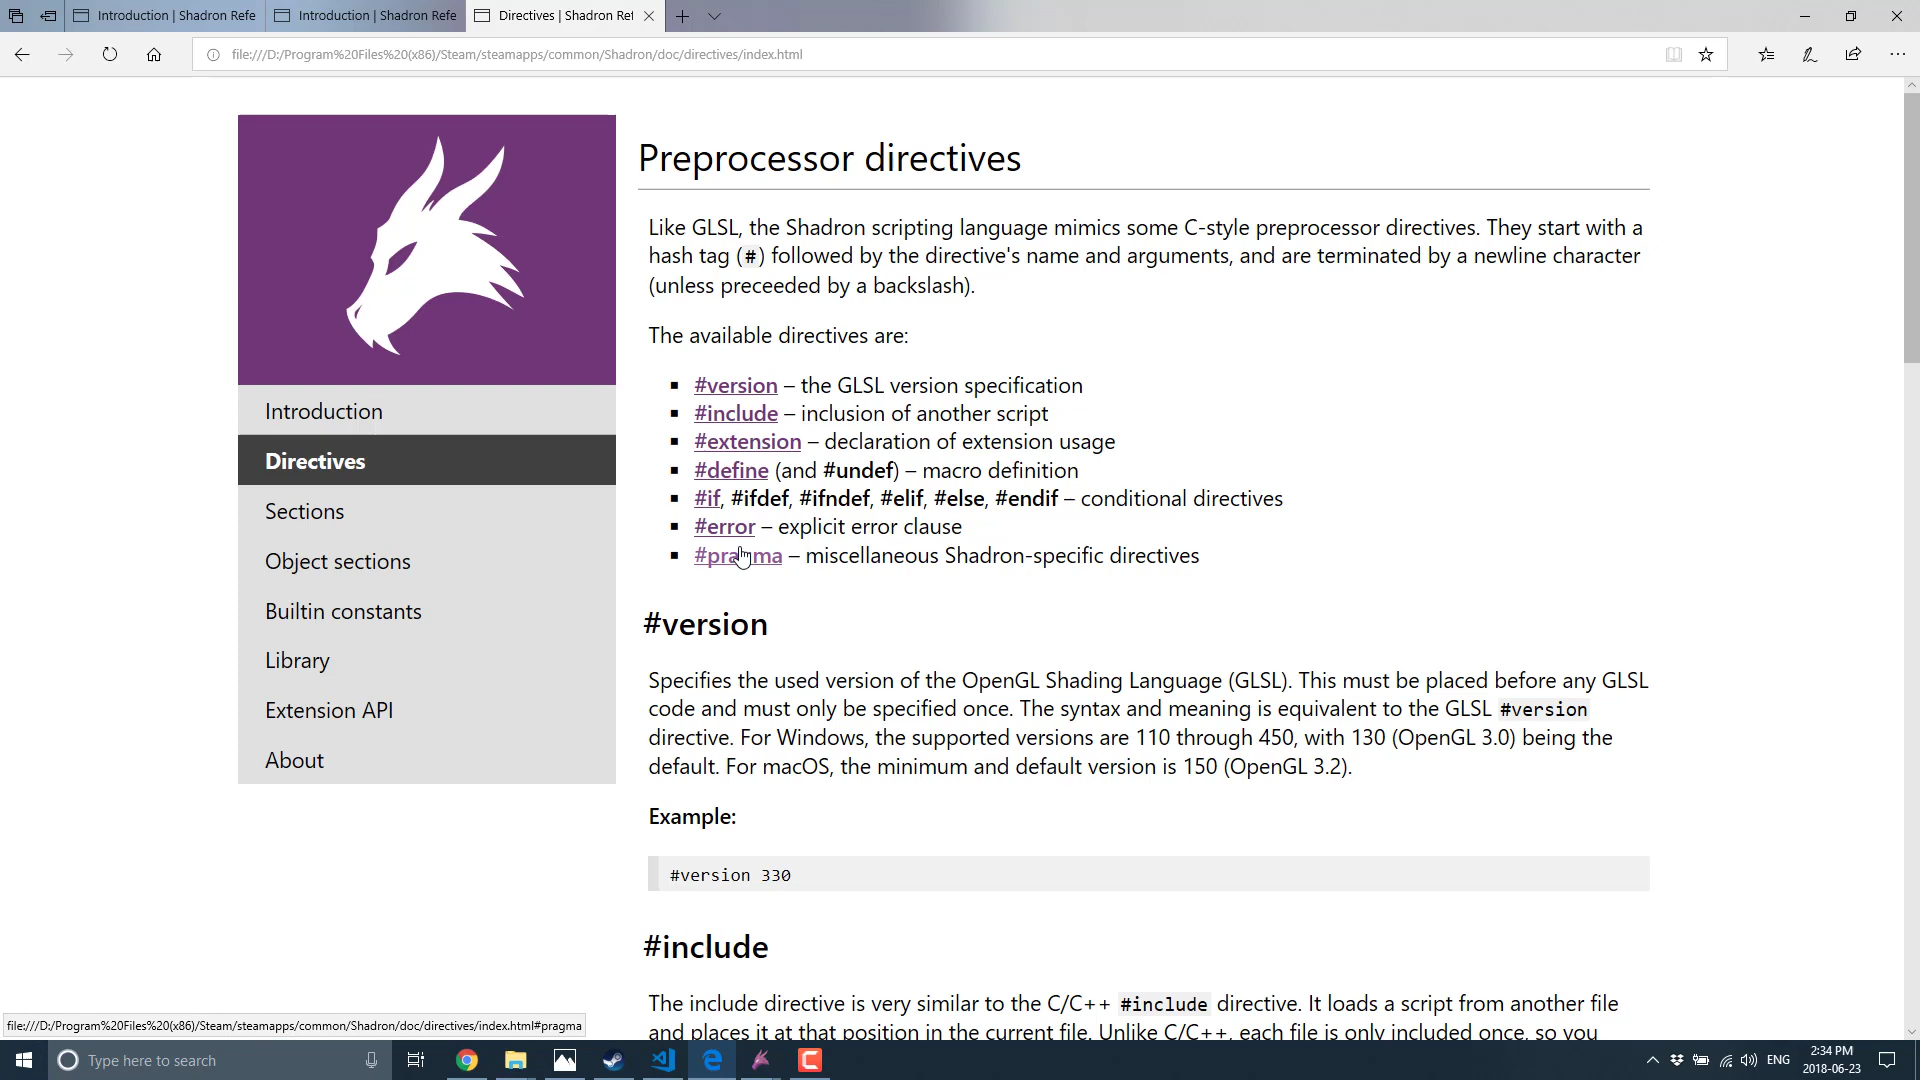 Introduction | Shadron Refe
Introduction | Shadron Refe
Directives | Shadron Ref
file:///D:/Program%20Files%20(x86)/Steam/steamapps/common/Shadron/doc/directives/index.html
Introduction
Directives
Sections
Object sections
Builtin constants
Library
Extension API
About
Preprocessor directives
Like GLSL, the Shadron scripting language mimics some C-style preprocessor directives. They start with a
hash tag (#) followed by the directive's name and arguments, and are terminated by a newline character
(unless preceeded by a backslash).
The available directives are:
#version – the GLSL version specification
#include – inclusion of another script
#extension – declaration of extension usage
#define (and #undef) – macro definition
#if, #ifdef, #ifndef, #elif, #else, #endif – conditional directives
#error – explicit error clause
#pragma – miscellaneous Shadron-specific directives
#version
Specifies the used version of the OpenGL Shading Language (GLSL). This must be placed before any GLSL
code and must only be specified once. The syntax and meaning is equivalent to the GLSL #version
directive. For Windows, the supported versions are 110 through 450, with 130 (OpenGL 3.0) being the
default. For macOS, the minimum and default version is 150 (OpenGL 3.2).
Example:
#version 330
#include
The include directive is very similar to the C/C++ #include directive. It loads a script from another file
and places it at that position in the current file. Unlike C/C++, each file is only included once, so you
file:///D:/Program%20Files%20(x86)/Steam/steamapps/common/Shadron/doc/directives/index.html#pragma
Type here to search
ENG
2:34 PM
2018-06-23